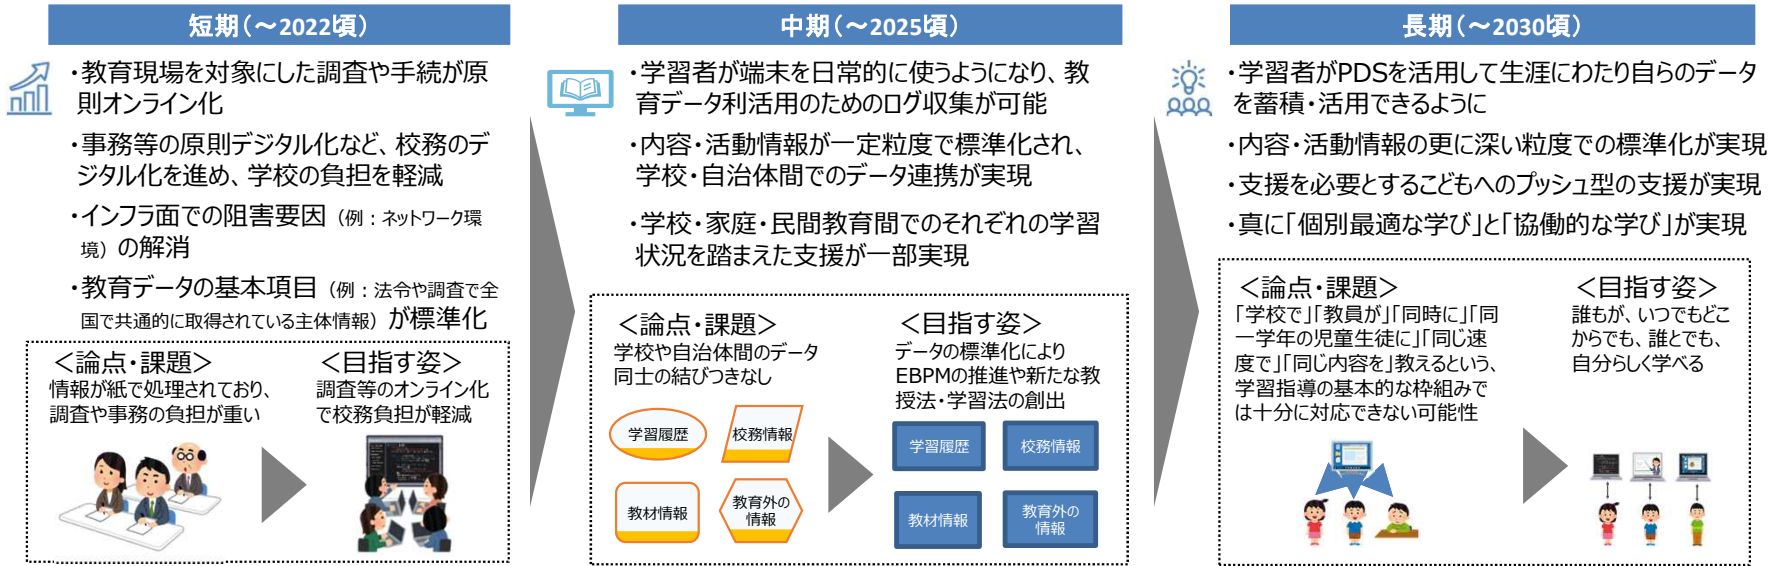 短期（～2022頃）
・教育現場を対象にした調査や手続が原
則オンライン化
・事務等の原則デジタル化など、校務のデ
ジタル化を進め、学校の負担を軽減
・インフラ面での阻害要因（例：ネットワーク環
境）の解消
・教育データの基本項目（例：法令や調査で全
国で共通的に取得されている主体情報）が標準化
＜論点・課題＞
情報が紙で処理されており、
調査や事務の負担が重い
＜目指す姿＞
調査等のオンライン化
で校務負担が軽減
中期（～2025頃）
・学習者が端末を日常的に使うようになり、教
育データ利活用のためのログ収集が可能
・内容・活動情報が一定粒度で標準化され、
学校・自治体間でのデータ連携が実現
・学校・家庭・民間教育間でのそれぞれの学習
状況を踏まえた支援が一部実現
＜論点・課題＞
学校や自治体間のデータ
同士の結びつきなし
学習履歴
校務情報
教材情報
教育外の
情報
＜目指す姿＞
データの標準化により
EBPMの推進や新たな教
授法・学習法の創出
学習履歴
校務情報
教材情報
教育外の
情報
長期（～2030頃）
・学習者がPDSを活用して生涯にわたり自らのデータ
を蓄積・活用できるように
・内容・活動情報の更に深い粒度での標準化が実現
・支援を必要とするこどもへのプッシュ型の支援が実現
・真に「個別最適な学び」と「協働的な学び」が実現
＜論点・課題＞
「学校で」「教員が」「同時に」「同
一学年の児童生徒に」「同じ速
度で」「同じ内容を」教えるという、
学習指導の基本的な枠組みで
は十分に対応できない可能性
＜目指す姿＞
誰もが、いつでもどこ
からでも、誰とでも、
自分らしく学べる